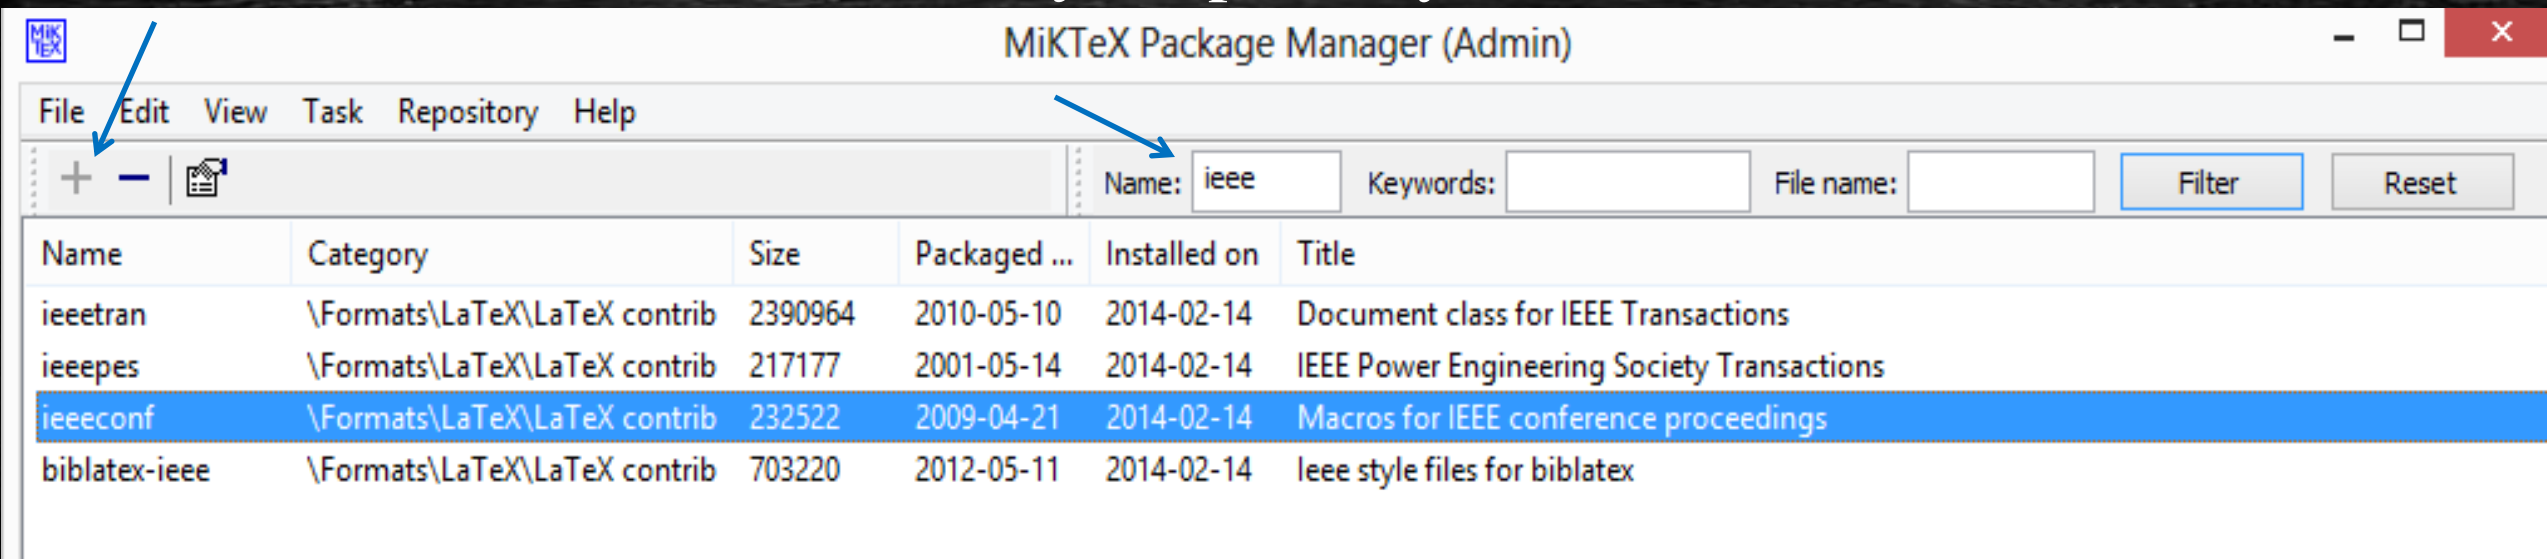 MiKTeX Package Manager (Admin)
File Edit View Task Repository Help
Name: ieee Keywords: File name: Filter Reset
Name Category Size Packaged ... Installed on Title
ieeetran \Formats\LaTeX\LaTeX contrib 2390964 2010-05-10 2014-02-14 Document class for IEEE Transactions
ieeepes \Formats\LaTeX\LaTeX contrib 217177 2001-05-14 2014-02-14 IEEE Power Engineering Society Transactions
ieeeconf \Formats\LaTeX\LaTeX contrib 232522 2009-04-21 2014-02-14 Macros for IEEE conference proceedings
biblatex-ieee \Formats\LaTeX\LaTeX contrib 703220 2012-05-11 2014-02-14 Ieee style files for biblatex